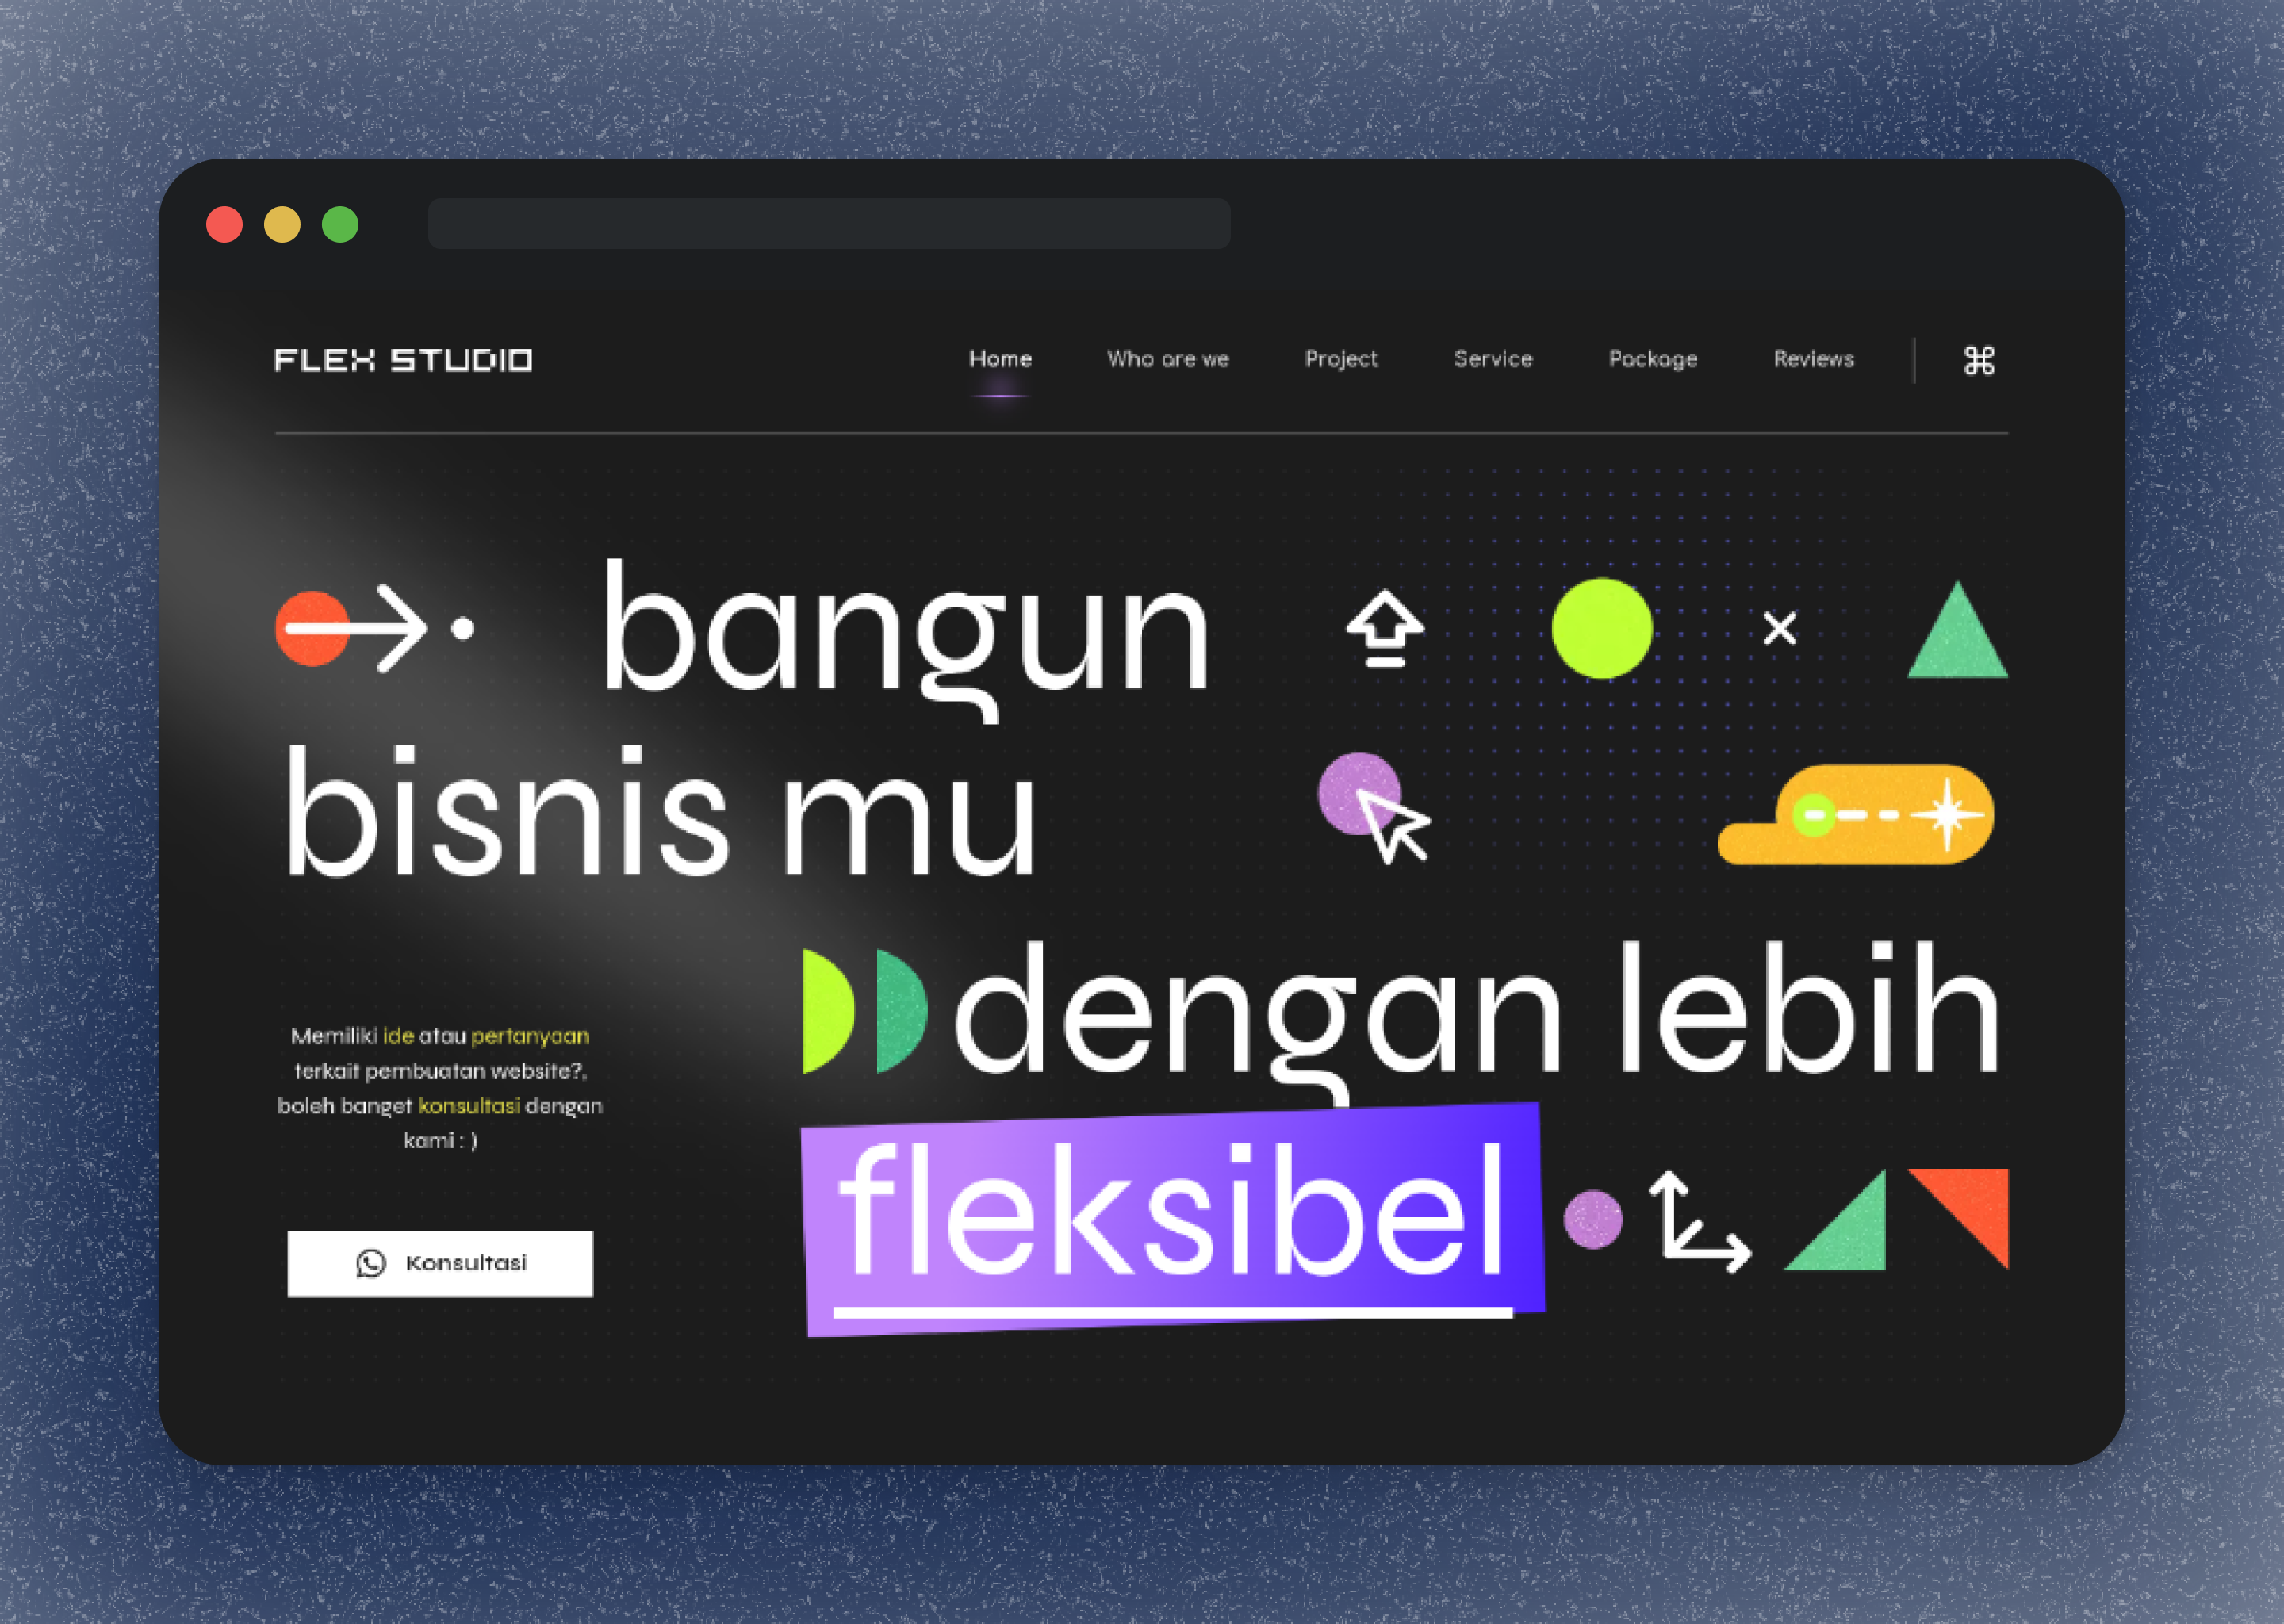 FLEX STUDIO
Home Who are we Project Service Package Reviews
bangun
bisnis mu
dengan lebih
fleksibel
Memiliki ide atau pertanyaan
terkait pembuatan website?,
boleh banget konsultasi dengan
kami : )
Konsultasi